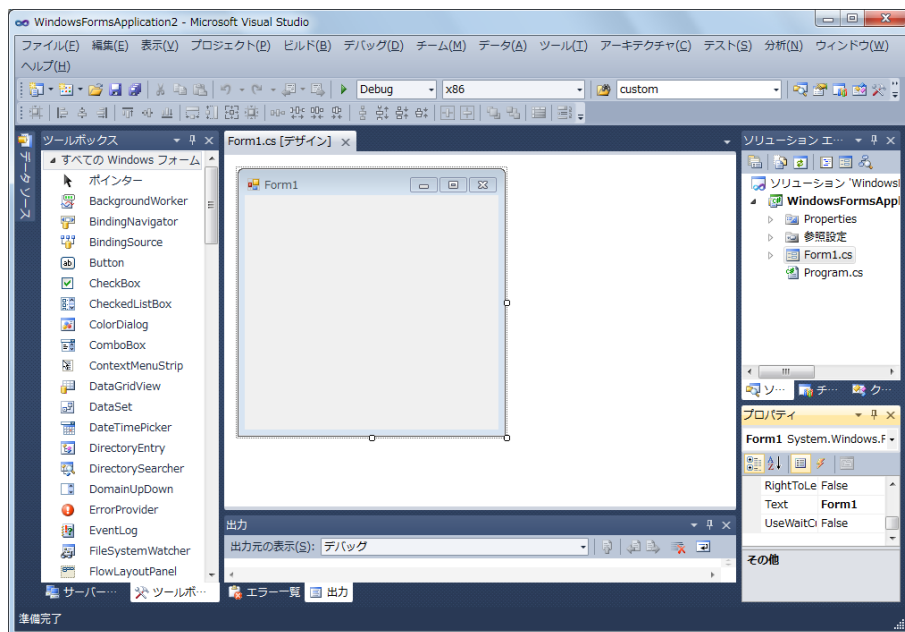 WindowsFormsApplication2 - Microsoft Visual Studio
ファイル(F) 編集(E) 表示(V) プロジェクト(P) ビルド(B) デバッグ(D) チーム(M) データ(A) ツール(T) アーキテクチャ(C) テスト(S) 分析(N) ウィンドウ(W)
ヘルプ(H)
Debug x86 custom
データ ソース
ツールボックス
すべての Windows フォーム
ポインター
BackgroundWorker
BindingNavigator
BindingSource
Button
CheckBox
CheckedListBox
ColorDialog
ComboBox
ContextMenuStrip
DataGridView
DataSet
DateTimePicker
DirectoryEntry
DirectorySearcher
DomainUpDown
ErrorProvider
EventLog
FileSystemWatcher
FlowLayoutPanel
サーバー… ツールボ…
Form1.cs [デザイン]
Form1
出力
出力元の表示(S): デバッグ
エラー一覧 出力
ソリューション エ…
ソリューション 'Windows
WindowsFormsAppl
Properties
参照設定
Form1.cs
Program.cs
ソ… チ… ク…
プロパティ
Form1 System.Windows.F
RightToLe False
Text Form1
UseWaitC False
その他
準備完了